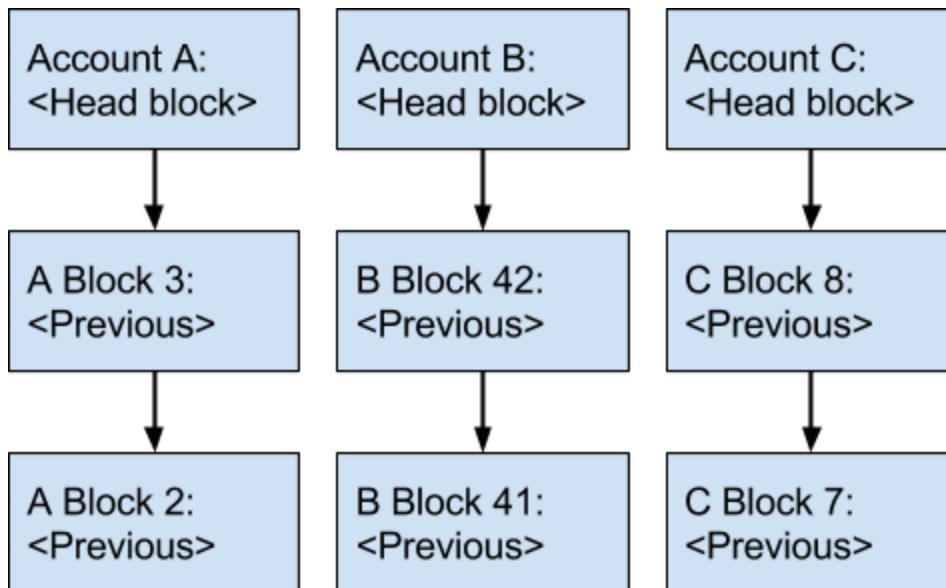 Account A:
<Head block>
Account B:
<Head block>
Account C:
<Head block>
A Block 3:
<Previous>
B Block 42:
<Previous>
C Block 8:
<Previous>
A Block 2:
<Previous>
B Block 41:
<Previous>
C Block 7:
<Previous>